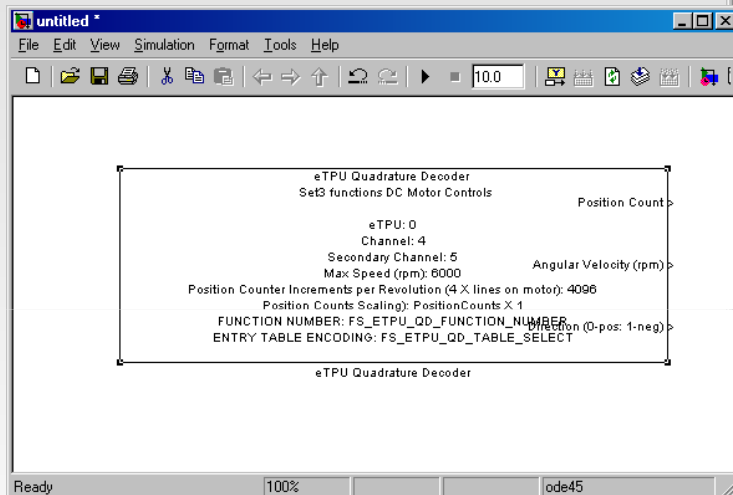 untitled *
File Edit View Simulation Format Tools Help
10.0
eTPU Quadrature Decoder
Set3 functions DC Motor Controls
Position Count
eTPU: 0
Channel: 4
Secondary Channel: 5
Angular Velocity (rpm)
Max Speed (rpm): 6000
Position Counter Increments per Revolution (4 X lines on motor): 4096
Position Counts Scaling): PositionCounts X 1
FUNCTION NUMBER: FS_ETPU_QD_FUNCTION_NUMBER
Direction (0-pos: 1-neg)
ENTRY TABLE ENCODING: FS_ETPU_QD_TABLE_SELECT
eTPU Quadrature Decoder
Ready 100% ode45